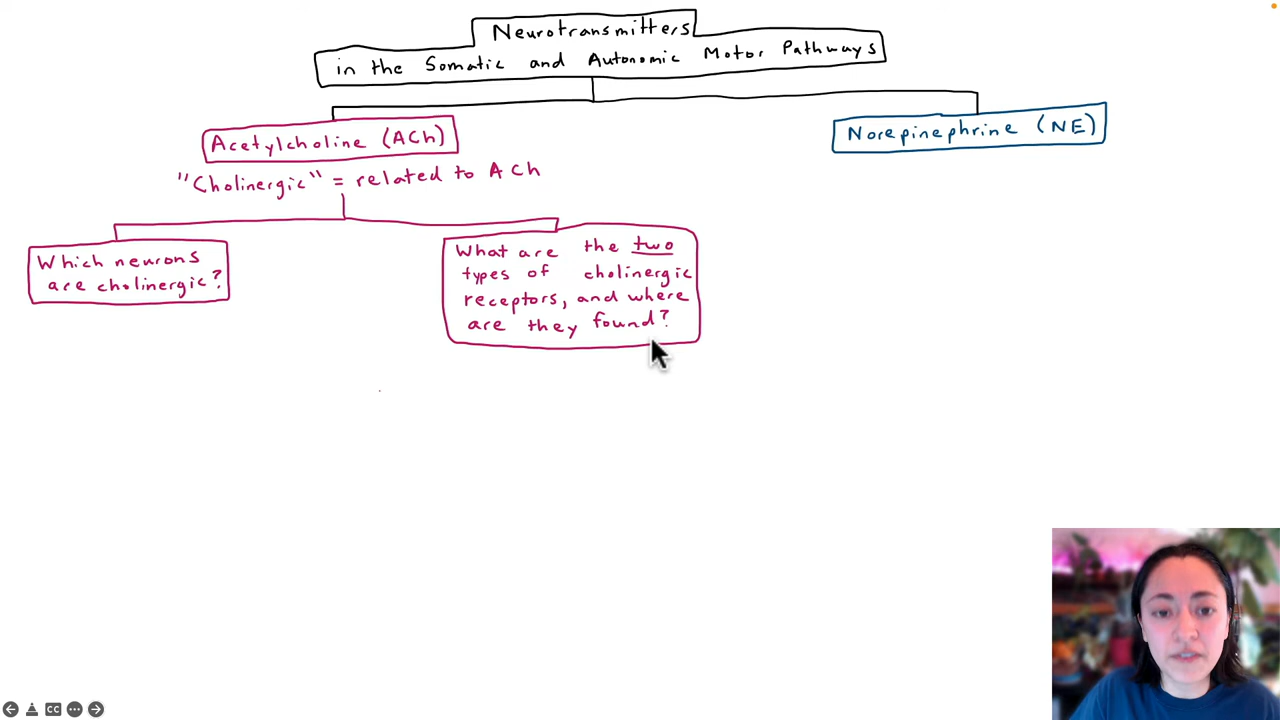 Neurotransmitters
in the Somatic and Autonomic Motor Pathways
Acetylcholine (ACh)
Norepinephrine (NE)
"Cholinergic" = related to ACh
Which neurons
are cholinergic?
What are the two
types of cholinergic
receptors, and where
are they found?
CC